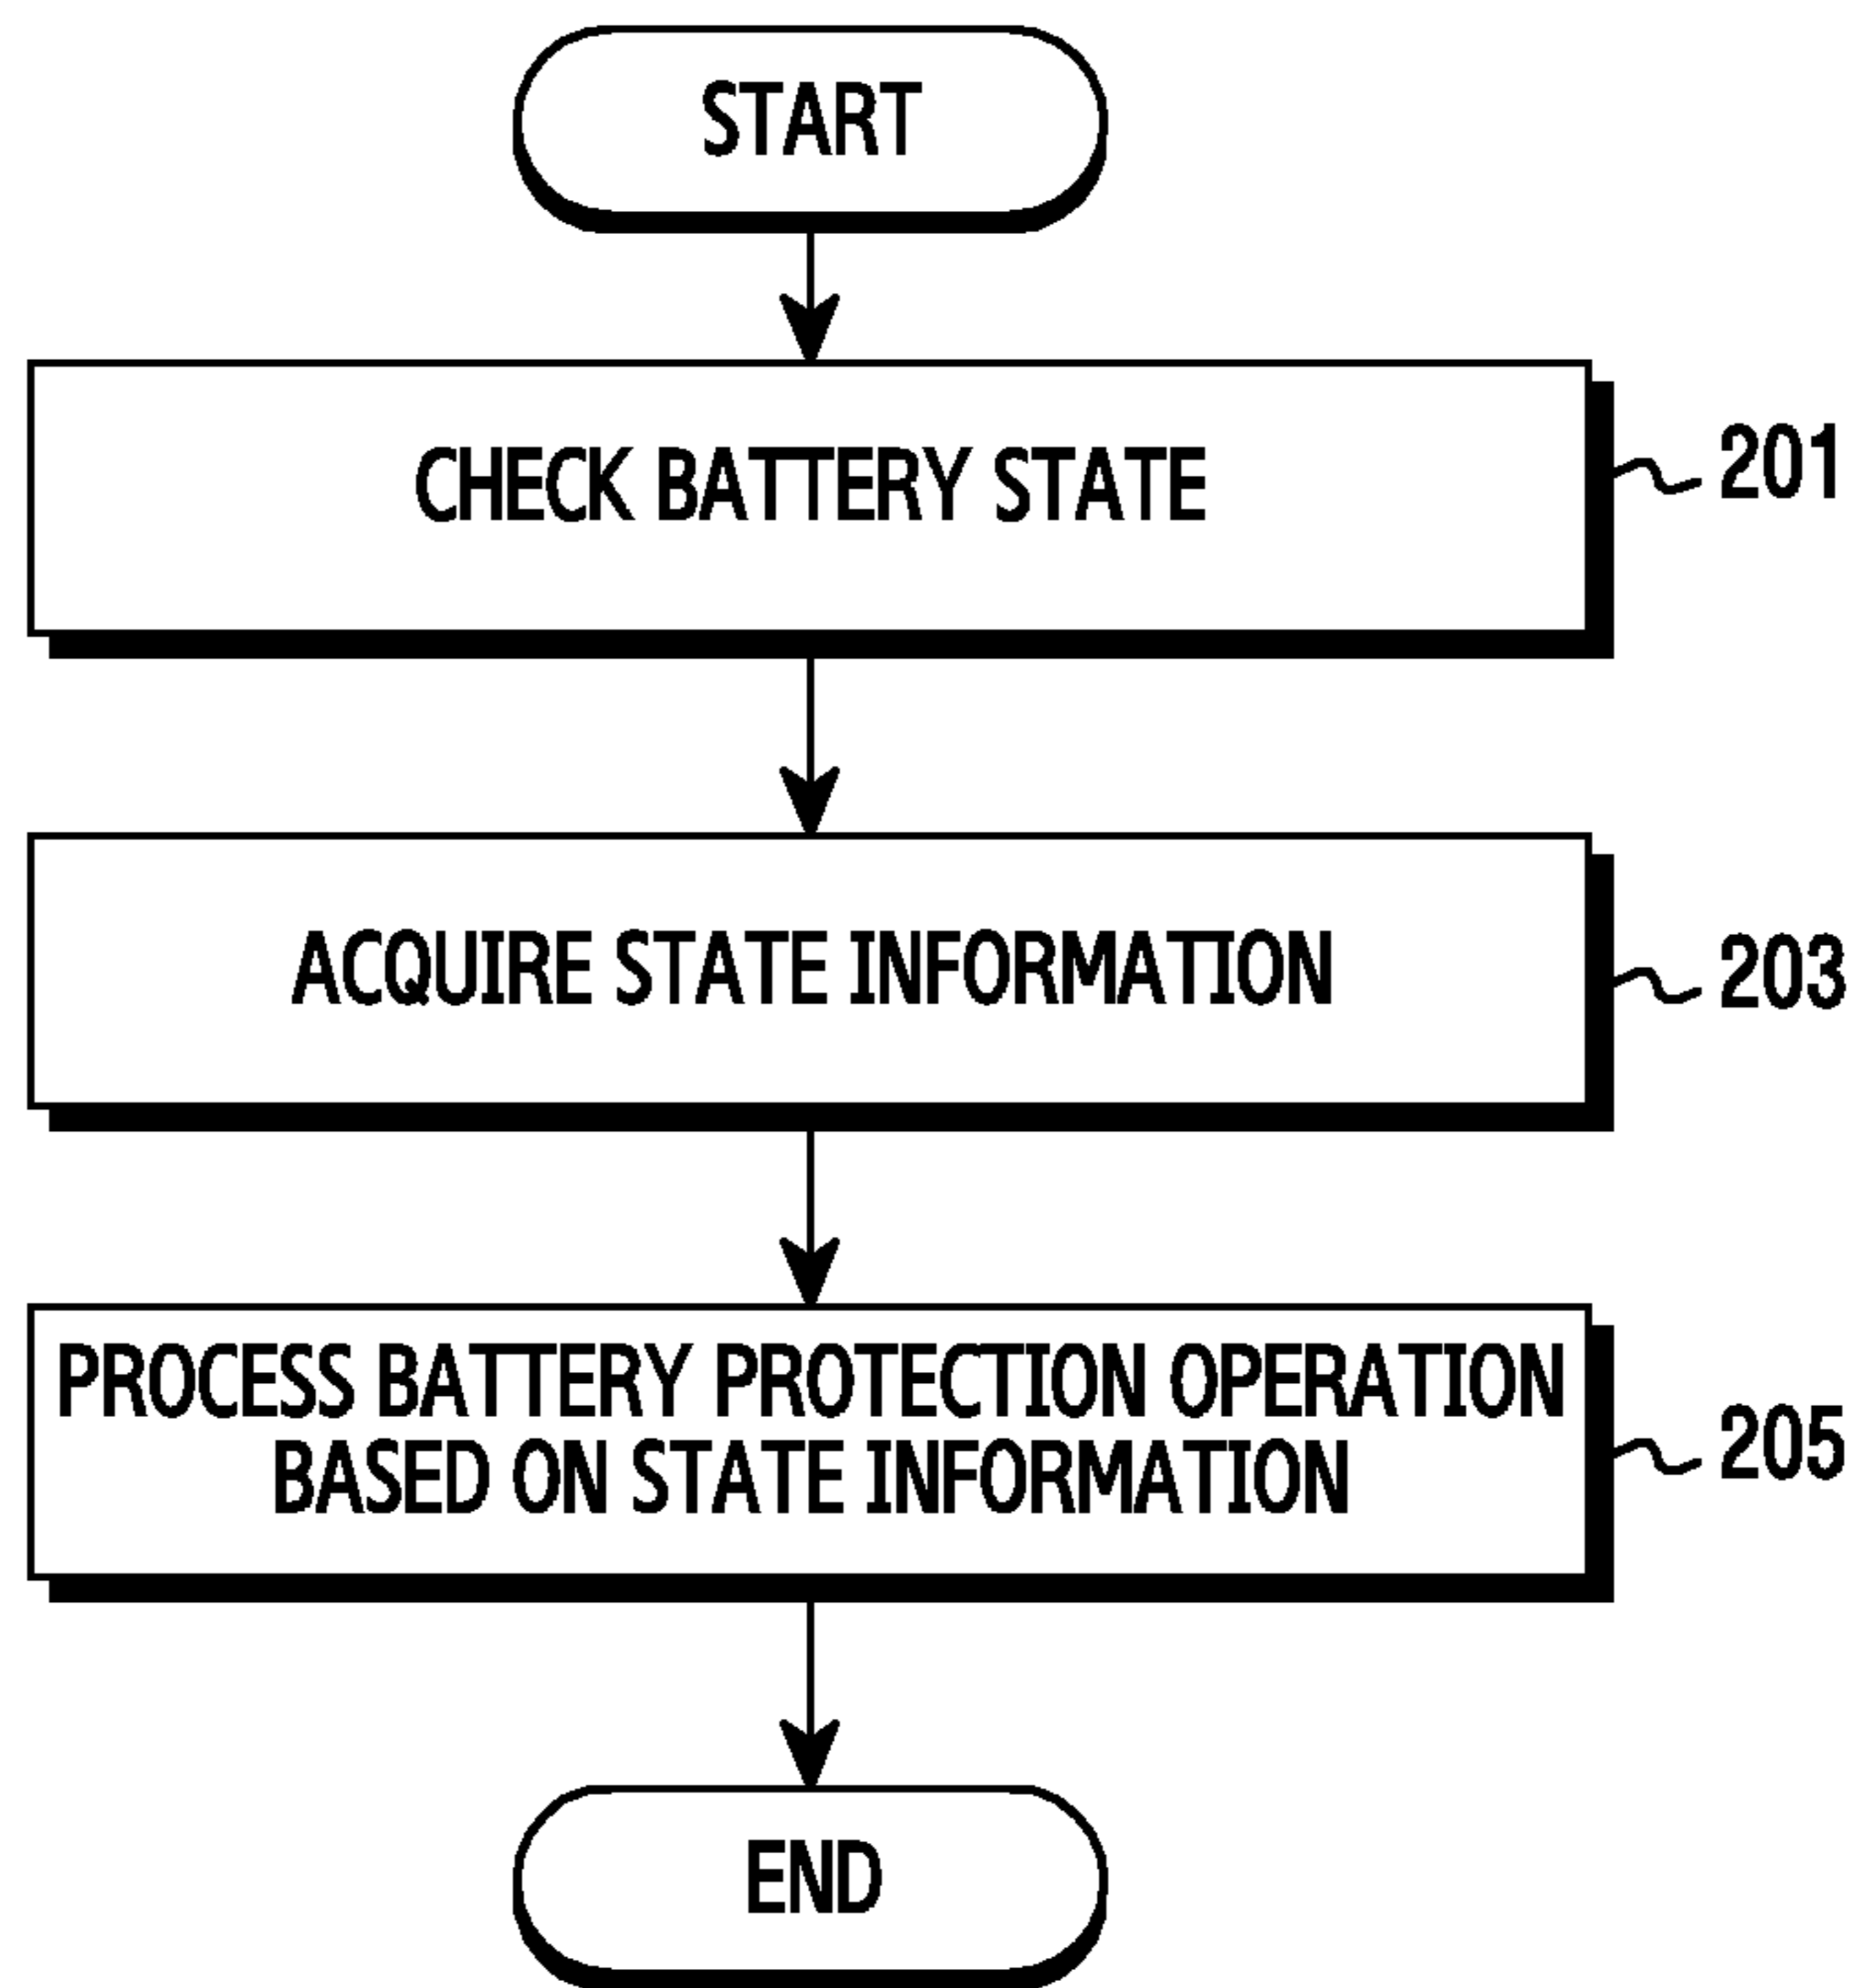 START
CHECK BATTERY STATE
201
ACQUIRE STATE INFORMATION
203
PROCESS BATTERY PROTECTION OPERATION
BASED ON STATE INFORMATION
205
END